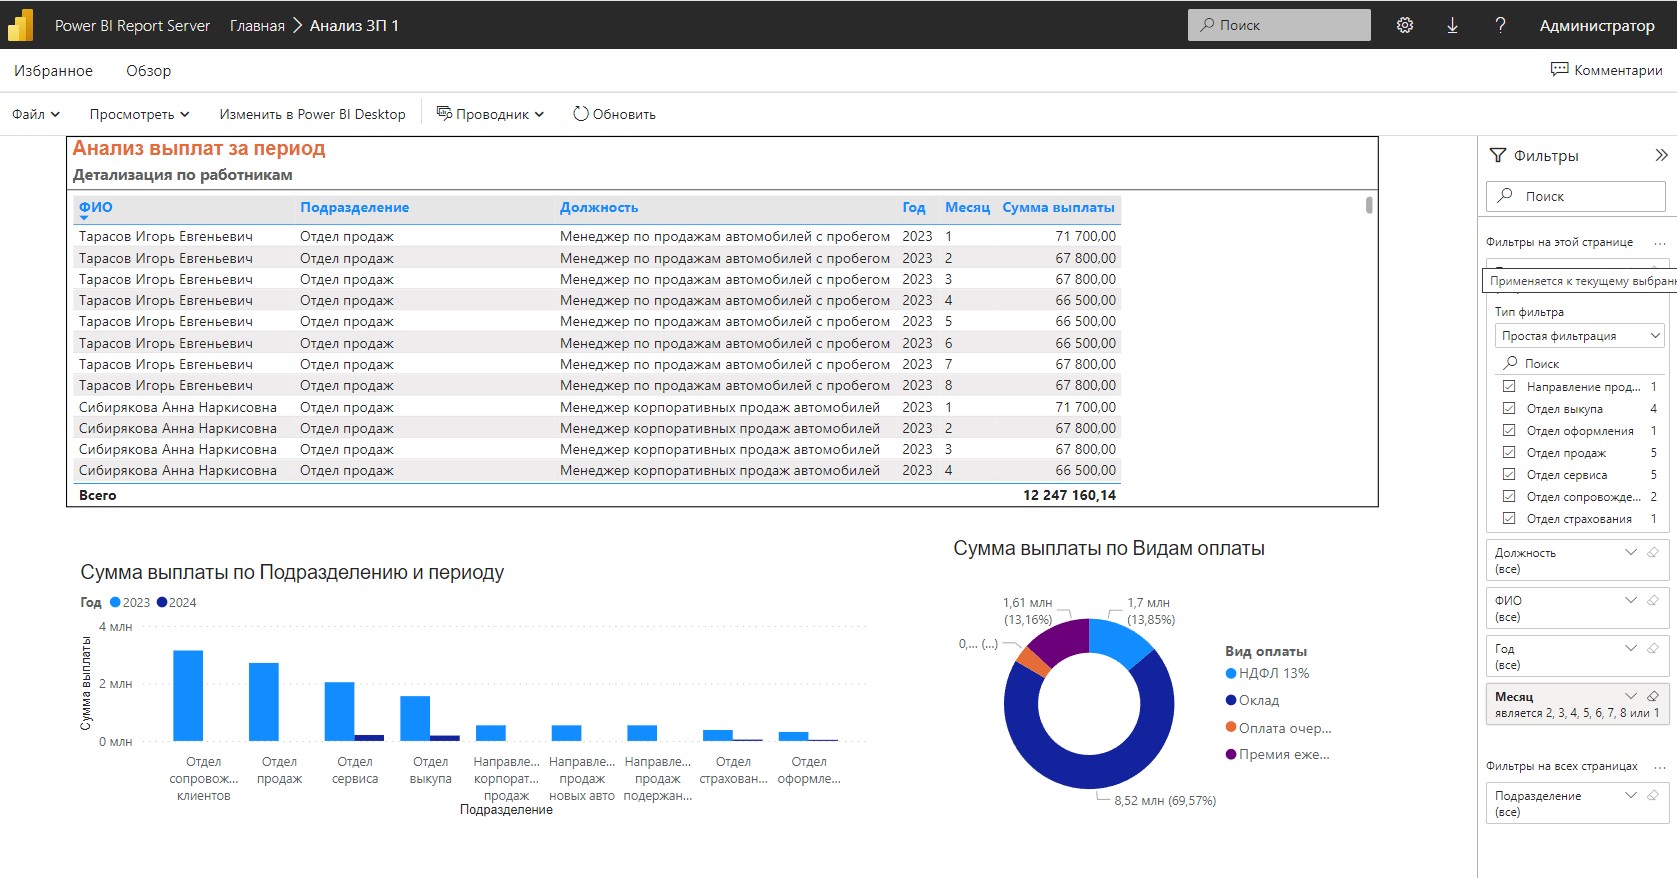 Power BI Report Server Главная Анализ ЗП 1 Поиск ? Администратор
Избранное Обзор Комментарии
Файл Просмотреть Изменить в Power BI Desktop Проводник Обновить
Анализ выплат за период
Детализация по работникам
ФИО Подразделение Должность Год Месяц Сумма выплаты
Тарасов Игорь Евгеньевич Отдел продаж Менеджер по продажам автомобилей с пробегом 2023 1 71 700,00
Тарасов Игорь Евгеньевич Отдел продаж Менеджер по продажам автомобилей с пробегом 2023 2 67 800,00
Тарасов Игорь Евгеньевич Отдел продаж Менеджер по продажам автомобилей с пробегом 2023 3 67 800,00
Тарасов Игорь Евгеньевич Отдел продаж Менеджер по продажам автомобилей с пробегом 2023 4 66 500,00
Тарасов Игорь Евгеньевич Отдел продаж Менеджер по продажам автомобилей с пробегом 2023 5 66 500,00
Тарасов Игорь Евгеньевич Отдел продаж Менеджер по продажам автомобилей с пробегом 2023 6 66 500,00
Тарасов Игорь Евгеньевич Отдел продаж Менеджер по продажам автомобилей с пробегом 2023 7 67 800,00
Тарасов Игорь Евгеньевич Отдел продаж Менеджер по продажам автомобилей с пробегом 2023 8 67 800,00
Сибирякова Анна Наркисовна Отдел продаж Менеджер корпоративных продаж автомобилей 2023 1 71 700,00
Сибирякова Анна Наркисовна Отдел продаж Менеджер корпоративных продаж автомобилей 2023 2 67 800,00
Сибирякова Анна Наркисовна Отдел продаж Менеджер корпоративных продаж автомобилей 2023 3 67 800,00
Сибирякова Анна Наркисовна Отдел продаж Менеджер корпоративных продаж автомобилей 2023 4 66 500,00
Всего 12 247 160,14
Сумма выплаты по Подразделению и периоду
Год 2023 2024
4 млн
2 млн
0 млн
Сумма выплаты
Отдел сопровож... клиентов
Отдел продаж
Отдел сервиса
Отдел выкупа
Направле... корпорат... продаж
Направле... продаж новых авто
Направле... продаж подержан...
Отдел страхован...
Отдел оформле...
Подразделение
Сумма выплаты по Видам оплаты
1,61 млн (13,16%)
1,7 млн (13,85%)
0,... (...)
8,52 млн (69,57%)
Вид оплаты
НДФЛ 13%
Оклад
Оплата очер...
Премия еже...
Фильтры
Поиск
Фильтры на этой странице ...
Применяется к текущему выбран
Тип фильтра
Простая фильтрация
Поиск
Направление прод... 1
Отдел выкупа 4
Отдел оформления 1
Отдел продаж 5
Отдел сервиса 5
Отдел сопровожде... 2
Отдел страхования 1
Должность
(все)
ФИО
(все)
Год
(все)
Месяц
является 2, 3, 4, 5, 6, 7, 8 или 1
Фильтры на всех страницах ...
Подразделение
(все)